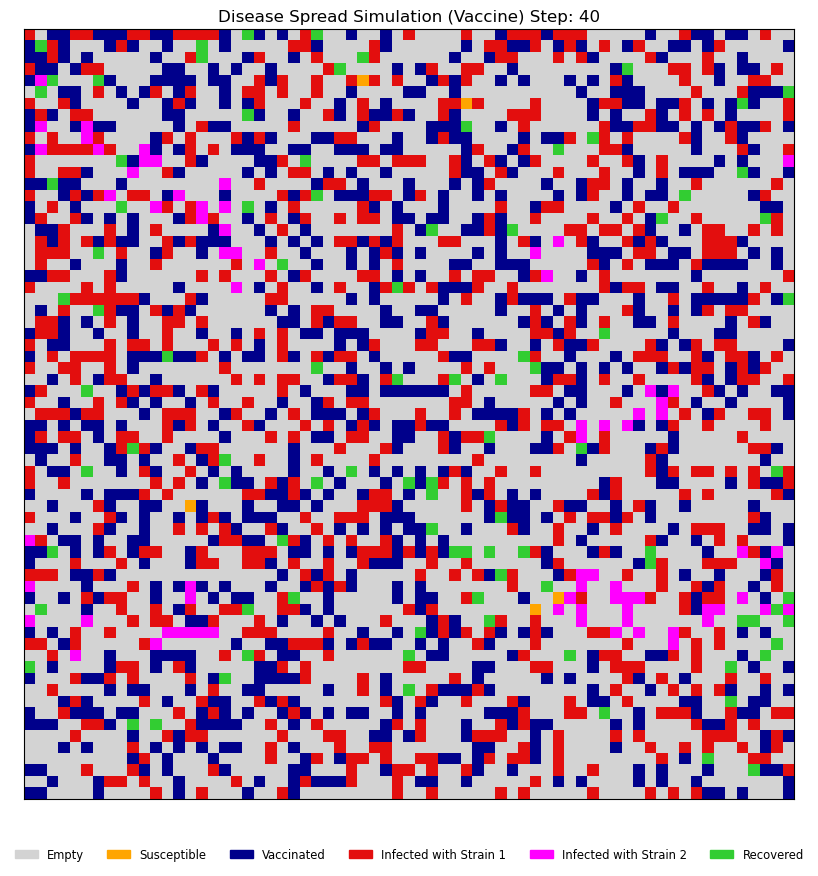 Disease Spread Simulation (Vaccine) Step: 40
Empty Susceptible Vaccinated Infected with Strain 1 Infected with Strain 2 Recovered